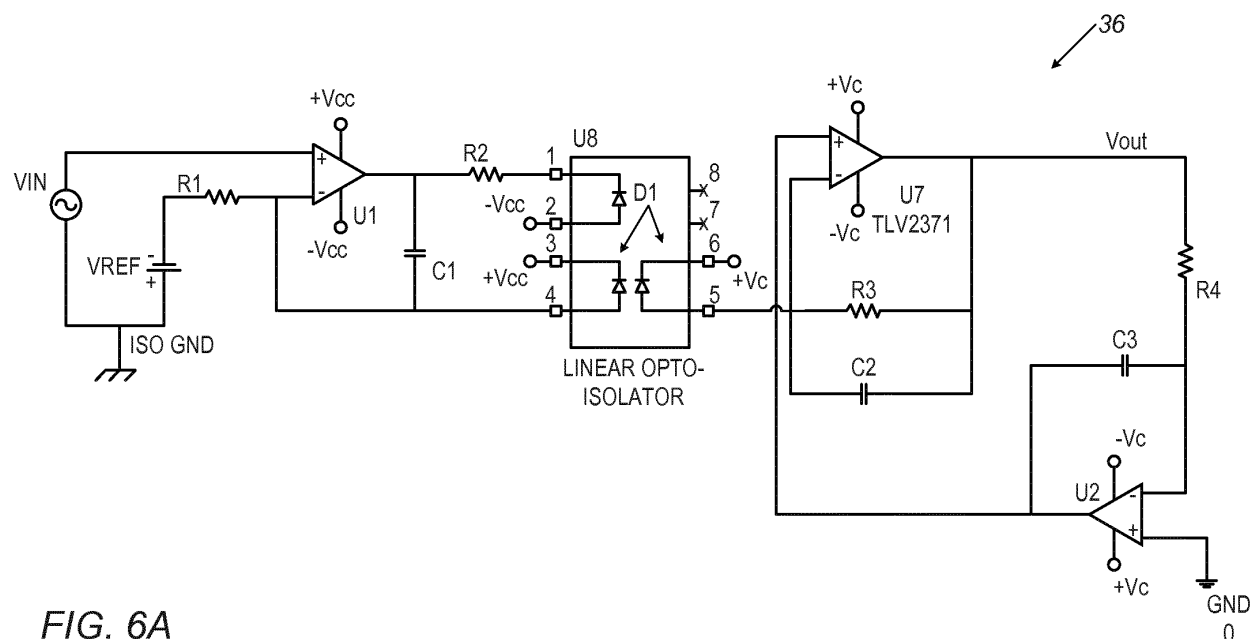 36
+Vcc
+Vc
Vout
U8
R2
1
VIN
R1
+
-
U1
-Vcc
-Vcc
2
D1
8
7
+
-
U7
TLV2371
-Vc
3
+Vcc
6
+Vc
VREF
-
+
C1
4
5
R3
R4
ISO GND
LINEAR OPTO-
ISOLATOR
C2
C3
-Vc
U2
-
+
+Vc
GND
0
FIG. 6A